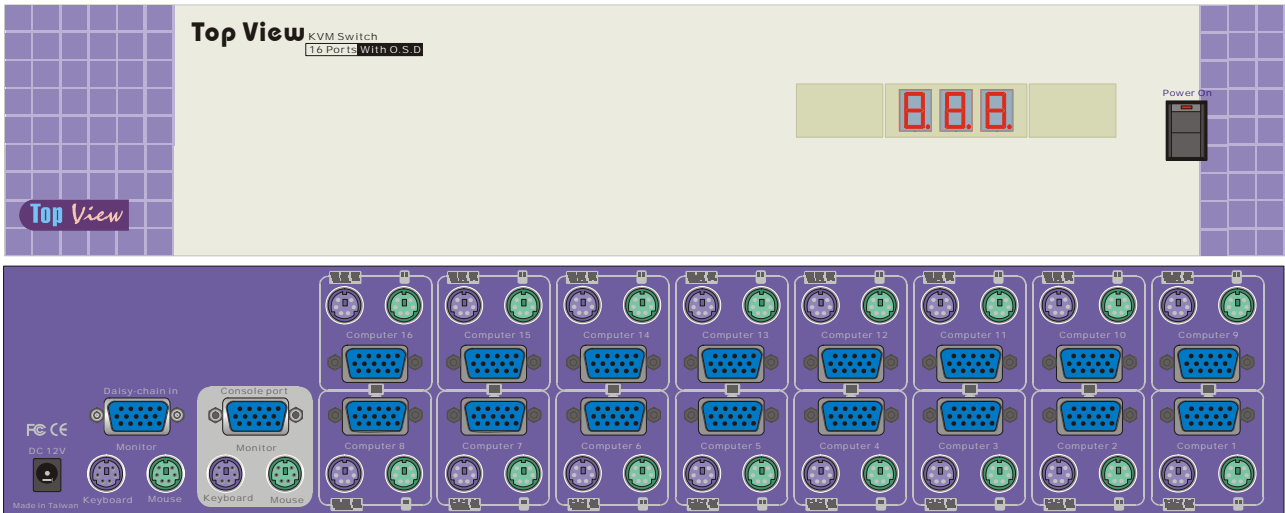 Top View KVM Switch
16 Ports With O.S.D
8.8.8.
Power On
Top View
Computer 16
Computer 15
Computer 14
Computer 13
Computer 12
Computer 11
Computer 10
Computer 9
Daisy-chain in
Console port
FC CE
Monitor
Monitor
Computer 8
Computer 7
Computer 6
Computer 5
Computer 4
Computer 3
Computer 2
Computer 1
DC 12V
Keyboard
Mouse
Keyboard
Mouse
Made in Taiwan